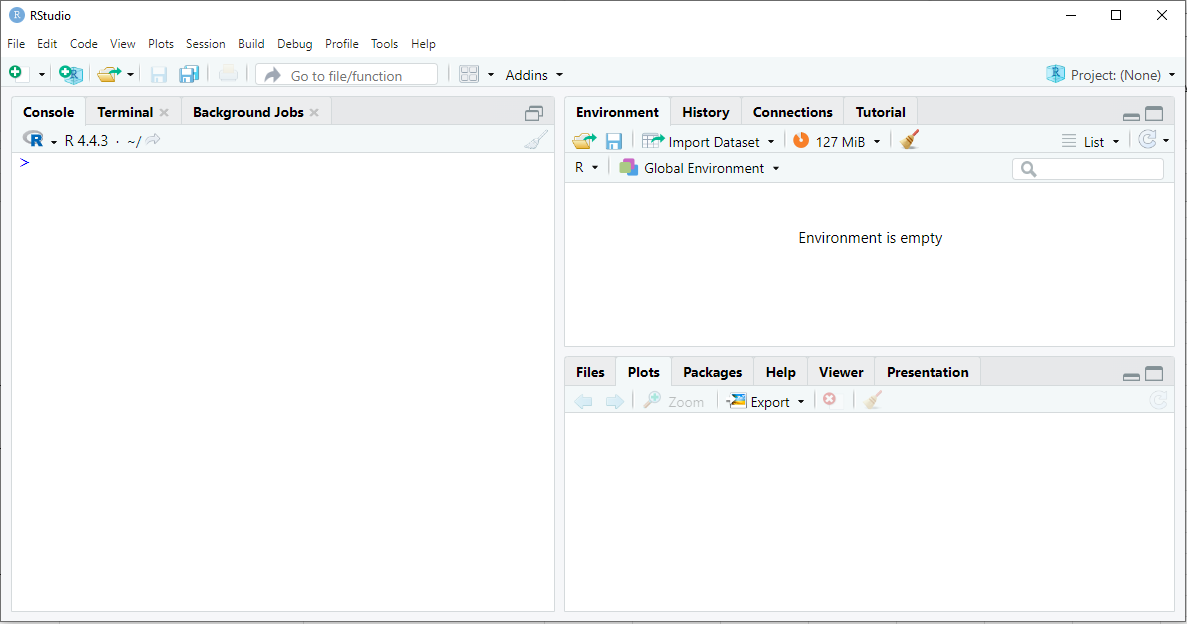 RStudio
File Edit Code View Plots Session Build Debug Profile Tools Help
R Go to file/function Addins R Project: (None)
Console Terminal Background Jobs
R R 4.4.3 · ~/
>
Environment History Connections Tutorial
Import Dataset 127 MiB List
R Global Environment
Environment is empty
Files Plots Packages Help Viewer Presentation
Zoom Export